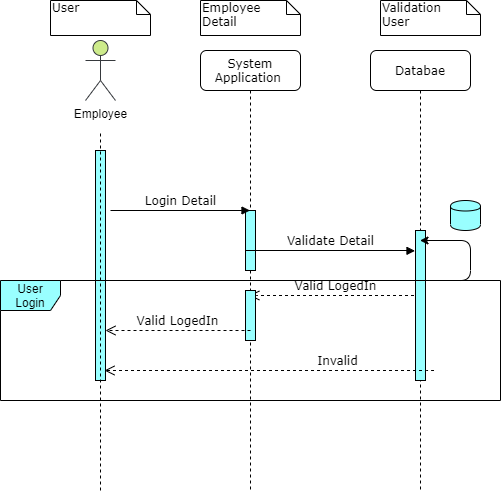 User
Employee
Detail
Validation
User
System
Application
Databae
Employee
Login Detail
Validate Detail
User
Login
Valid LogedIn
Valid LogedIn
Invalid